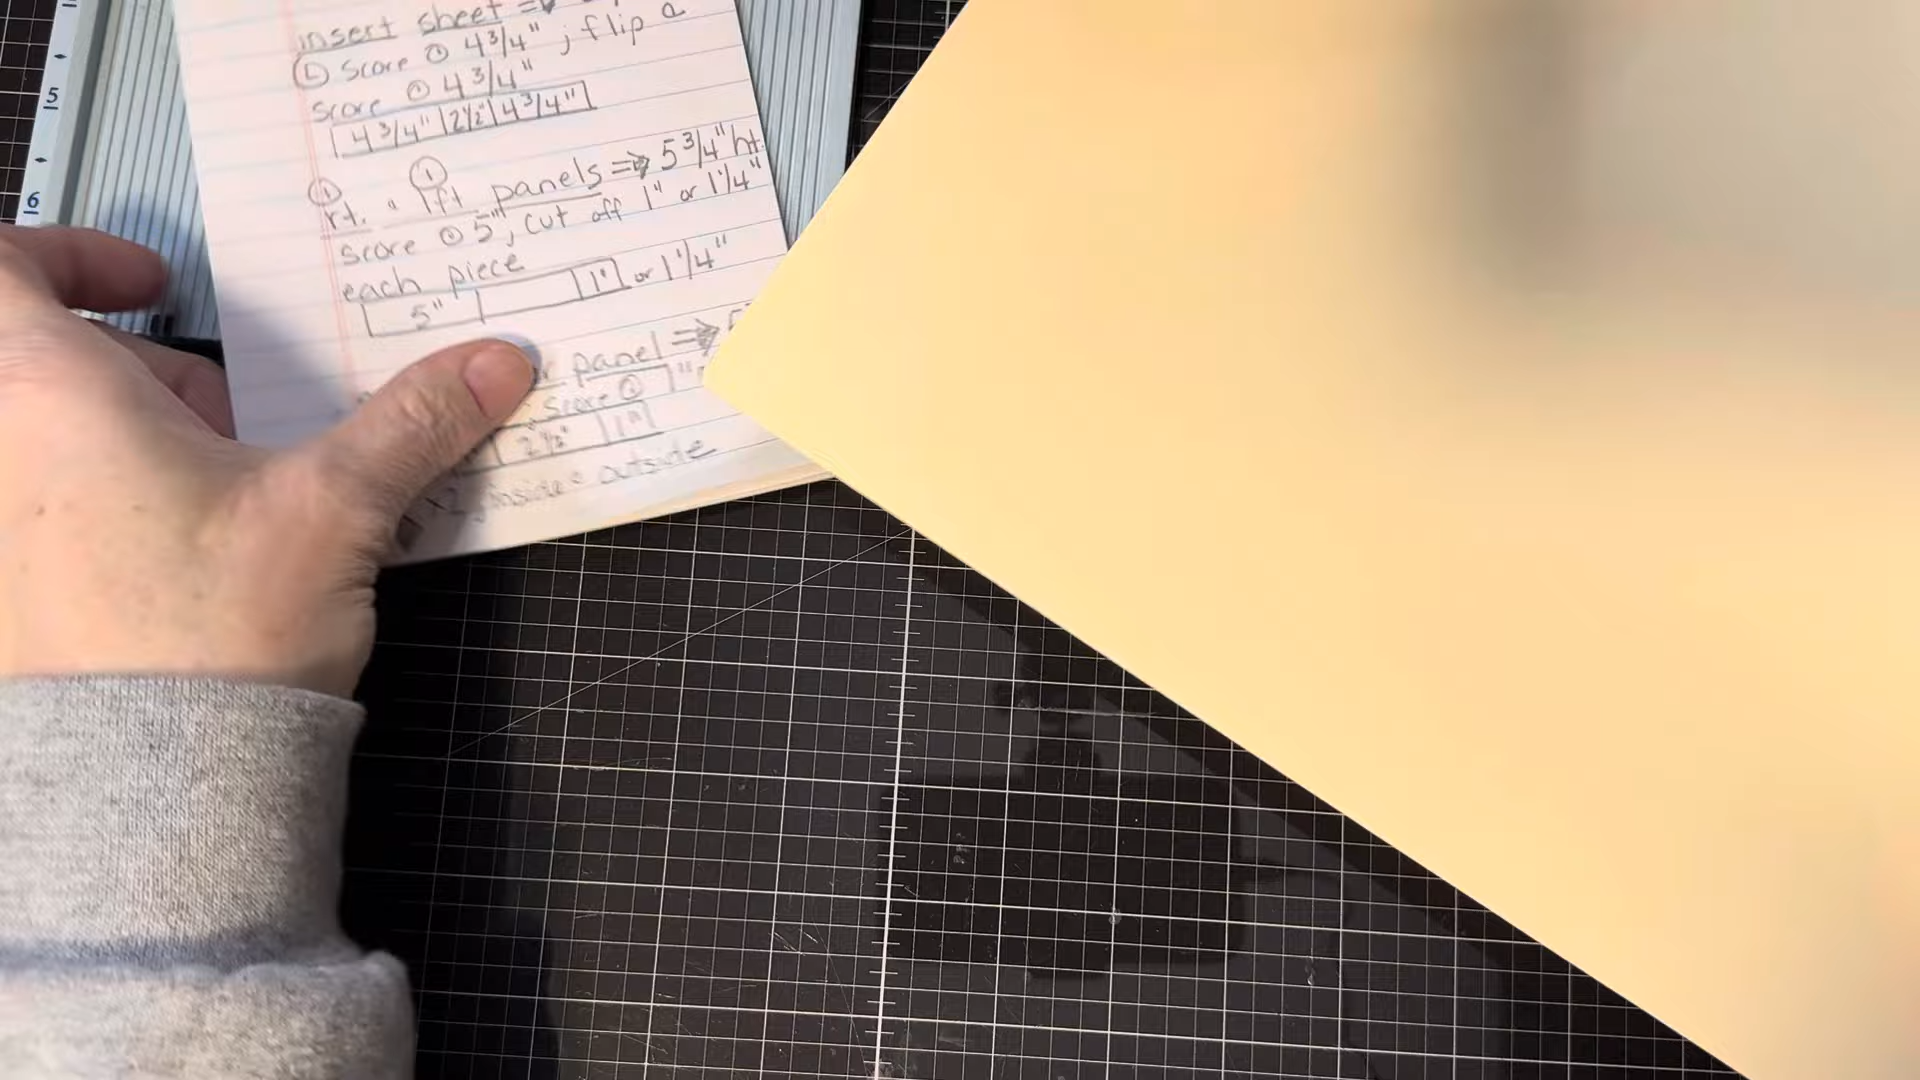 5
6
insert sheet =>
Ⓛ Score @ 4 3/4" ; flip &
score @ 4 3/4"
4 3/4" | 2 1/2" | 4 3/4"
① ①
rt. & lft panels => 5 3/4" ht.
score @ 5", cut off 1" or 1 1/4"
each piece
5" 1" or 1 1/4"
panel =>
score @ 1"
2 1/2" 1"
inside & outside